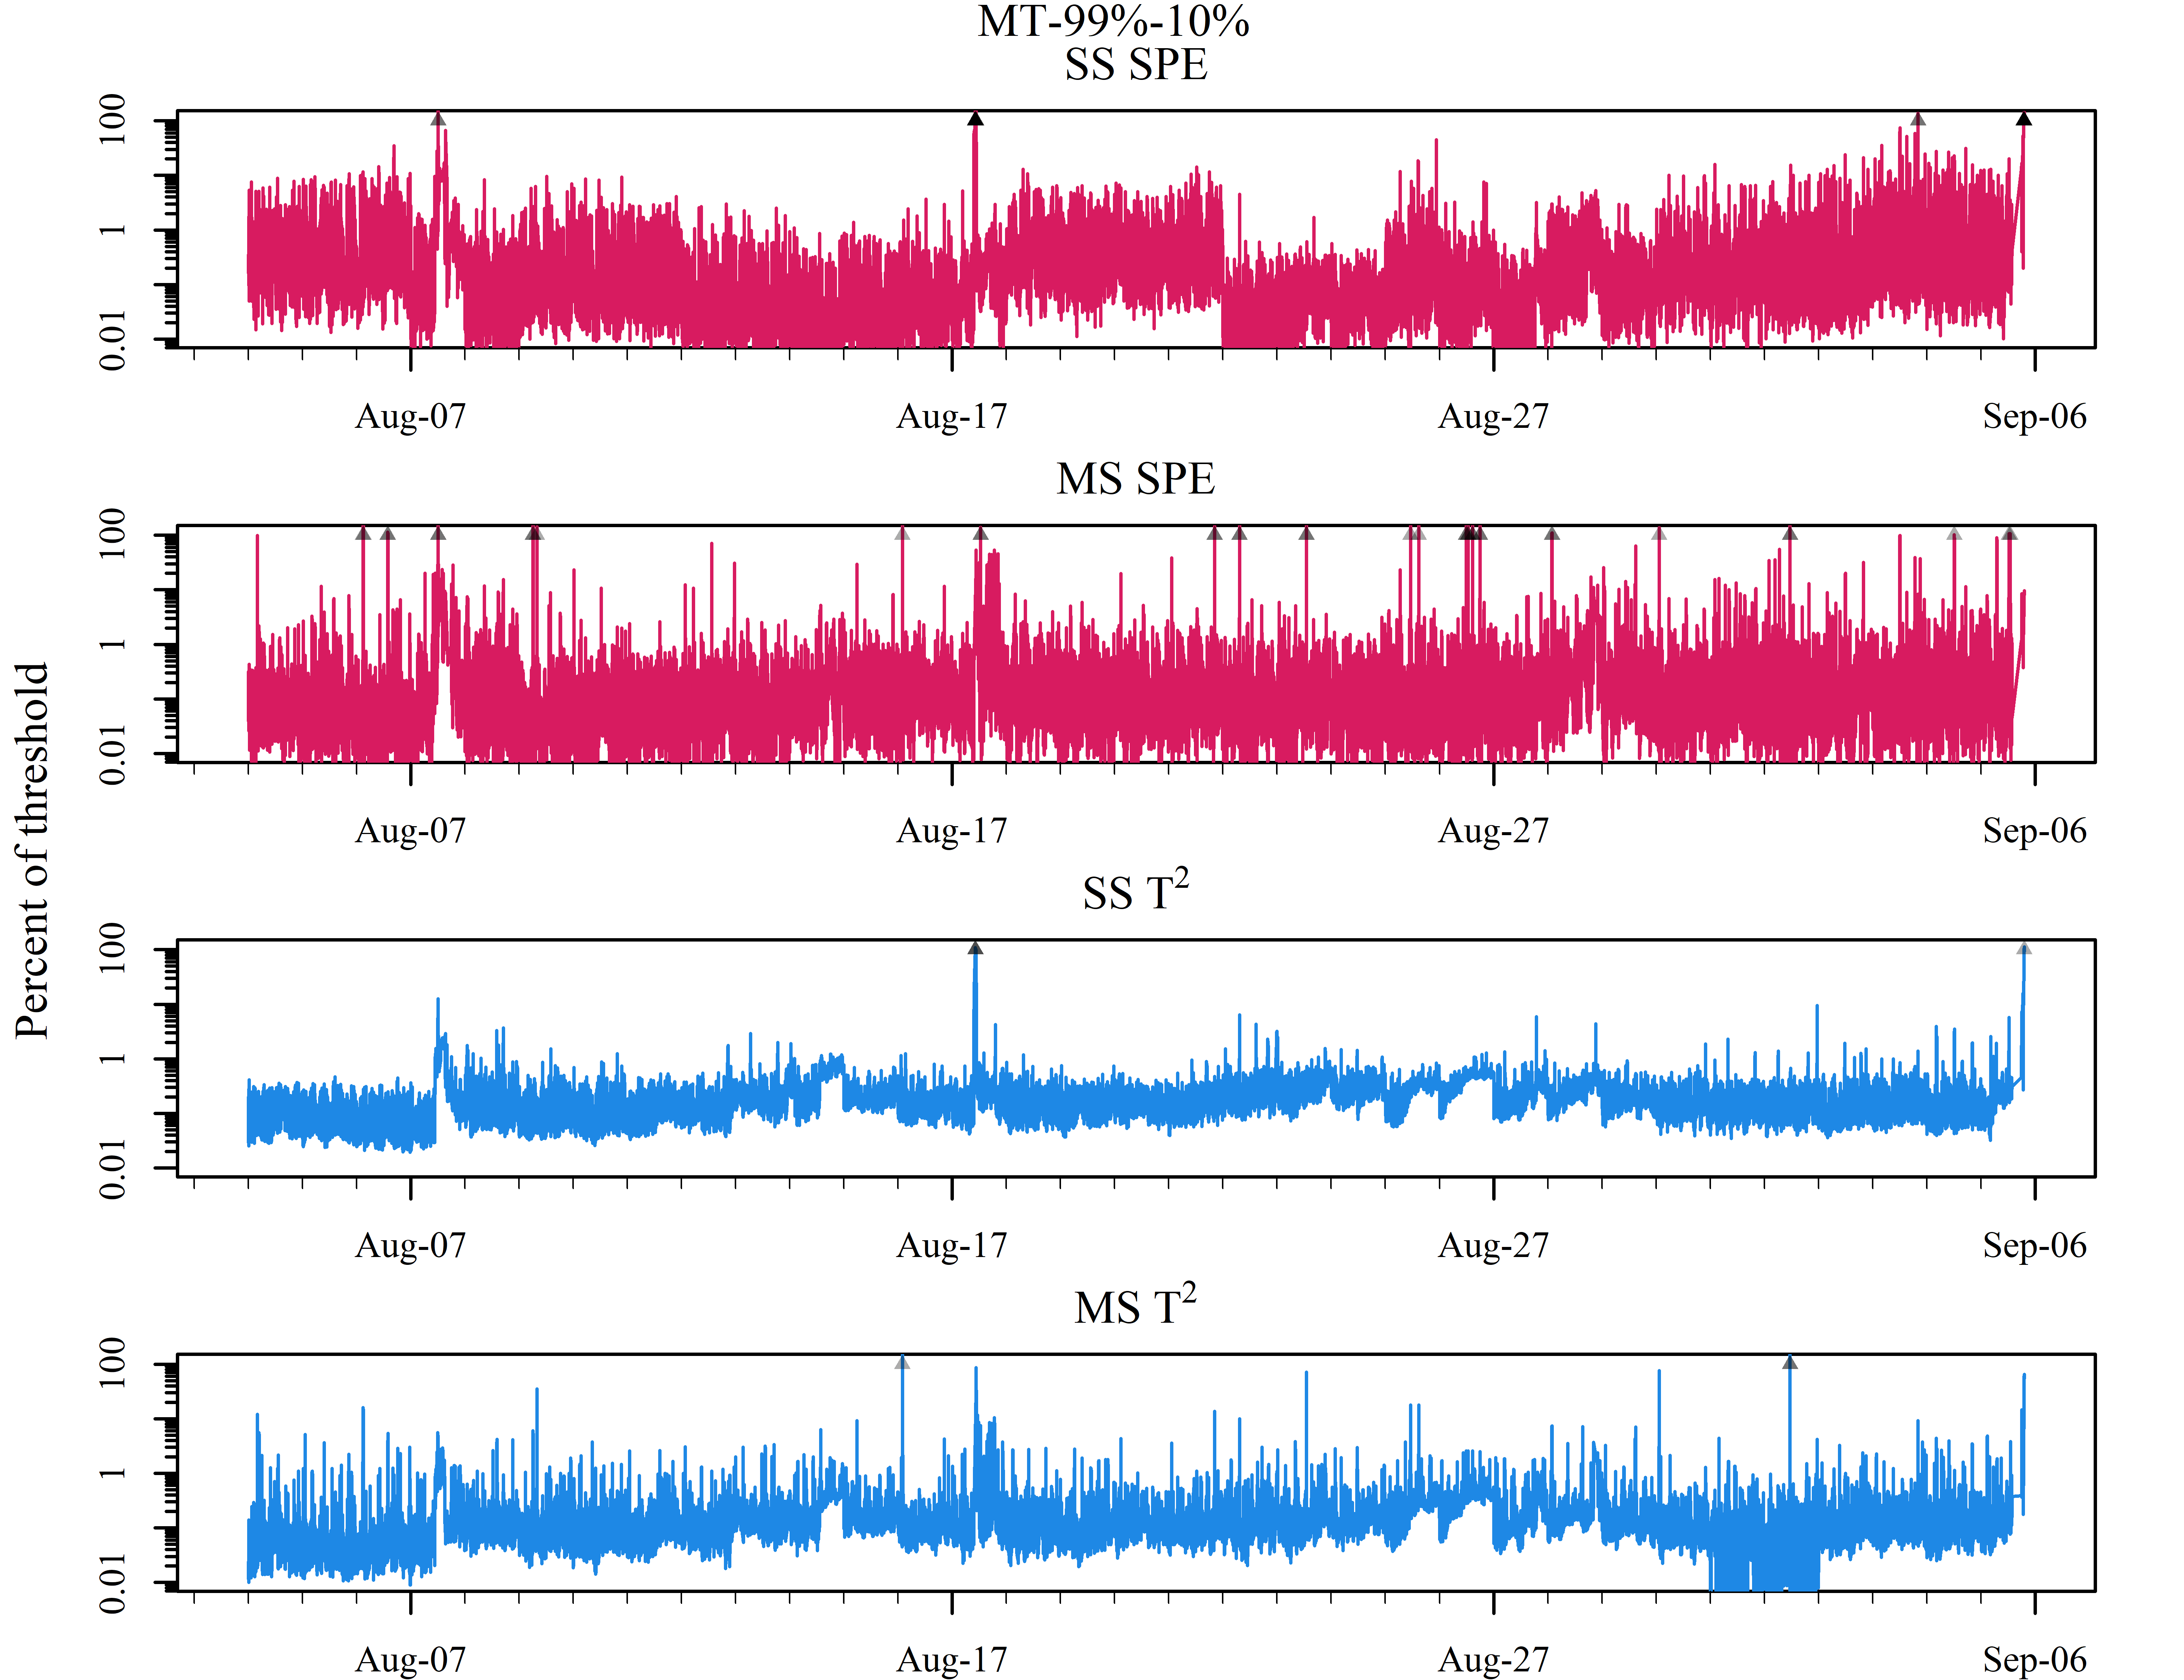 MT-99%-10%
SS SPE
100
1
0.01
Aug-07 Aug-17 Aug-27 Sep-06
MS SPE
100
1
0.01
Aug-07 Aug-17 Aug-27 Sep-06
Percent of threshold
SS T²
100
1
0.01
Aug-07 Aug-17 Aug-27 Sep-06
MS T²
100
1
0.01
Aug-07 Aug-17 Aug-27 Sep-06